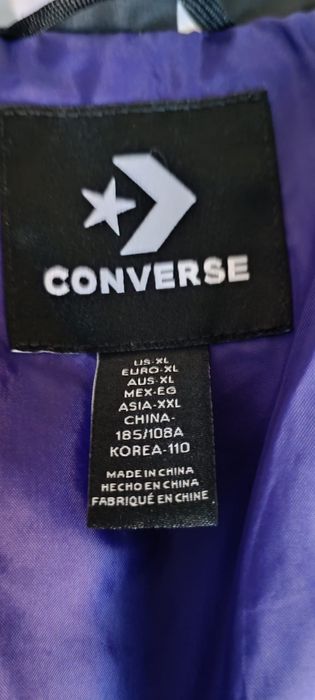 CONVERSE
US-XL
EURO-XL
AUS-XL
MEX-EG
ASIA-XXL
CHINA-
185/108A
KOREA-110
MADE IN CHINA
HECHO EN CHINA
FABRIQUÉ EN CHINE